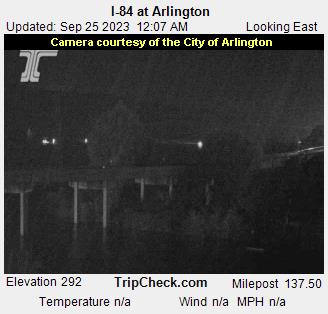 I-84 at Arlington
Updated: Sep 25 2023 12:07 AM Looking East
Camera courtesy of the City of Arlington
Elevation 292 TripCheck.com Milepost 137.50
Temperature n/a Wind n/a MPH n/a